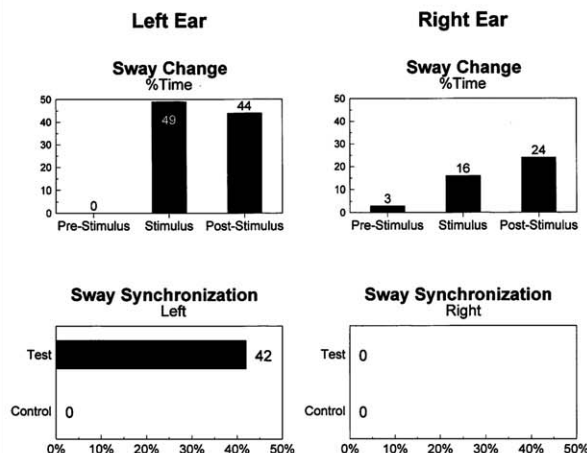 Left Ear
Right Ear
Sway Change
%Time
50
40
30
20
10
0
0
49
44
Pre-Stimulus Stimulus Post-Stimulus
Sway Change
%Time
50
40
30
20
10
0
3
16
24
Pre-Stimulus Stimulus Post-Stimulus
Sway Synchronization
Left
Test
42
Control
0
0% 10% 20% 30% 40% 50%
Sway Synchronization
Right
Test
0
Control
0
0% 10% 20% 30% 40% 50%